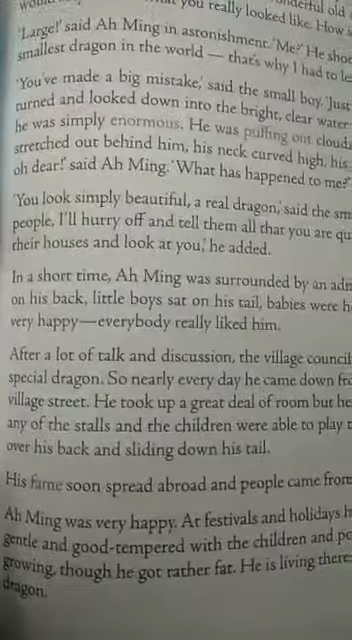 you really looked like. How
'Large!' said Ah Ming in astonishment. 'Me?' He
smallest dragon in the world — that's why I had to
'You've made a big mistake,' said the small boy. 'Just
turned and looked down into the bright, clear water
he was simply enormous. He was puffing out clouds
stretched out behind him, his neck curved high, his
oh dear!' said Ah Ming. 'What has happened to me?'
'You look simply beautiful, a real dragon,' said the
people, I'll hurry off and tell them all that you are
their houses and look at you,' he added.
In a short time, Ah Ming was surrounded by an
on his back, little boys sat on his tail, babies were
very happy—everybody really liked him.
After a lot of talk and discussion, the village council
special dragon. So nearly every day he came down
village street. He took up a great deal of room but he
any of the stalls and the children were able to play
over his back and sliding down his tail.
His fame soon spread abroad and people came from
Ah Ming was very happy. At festivals and holidays
gentle and good-tempered with the children and
growing, though he got rather fat. He is living there
dragon.